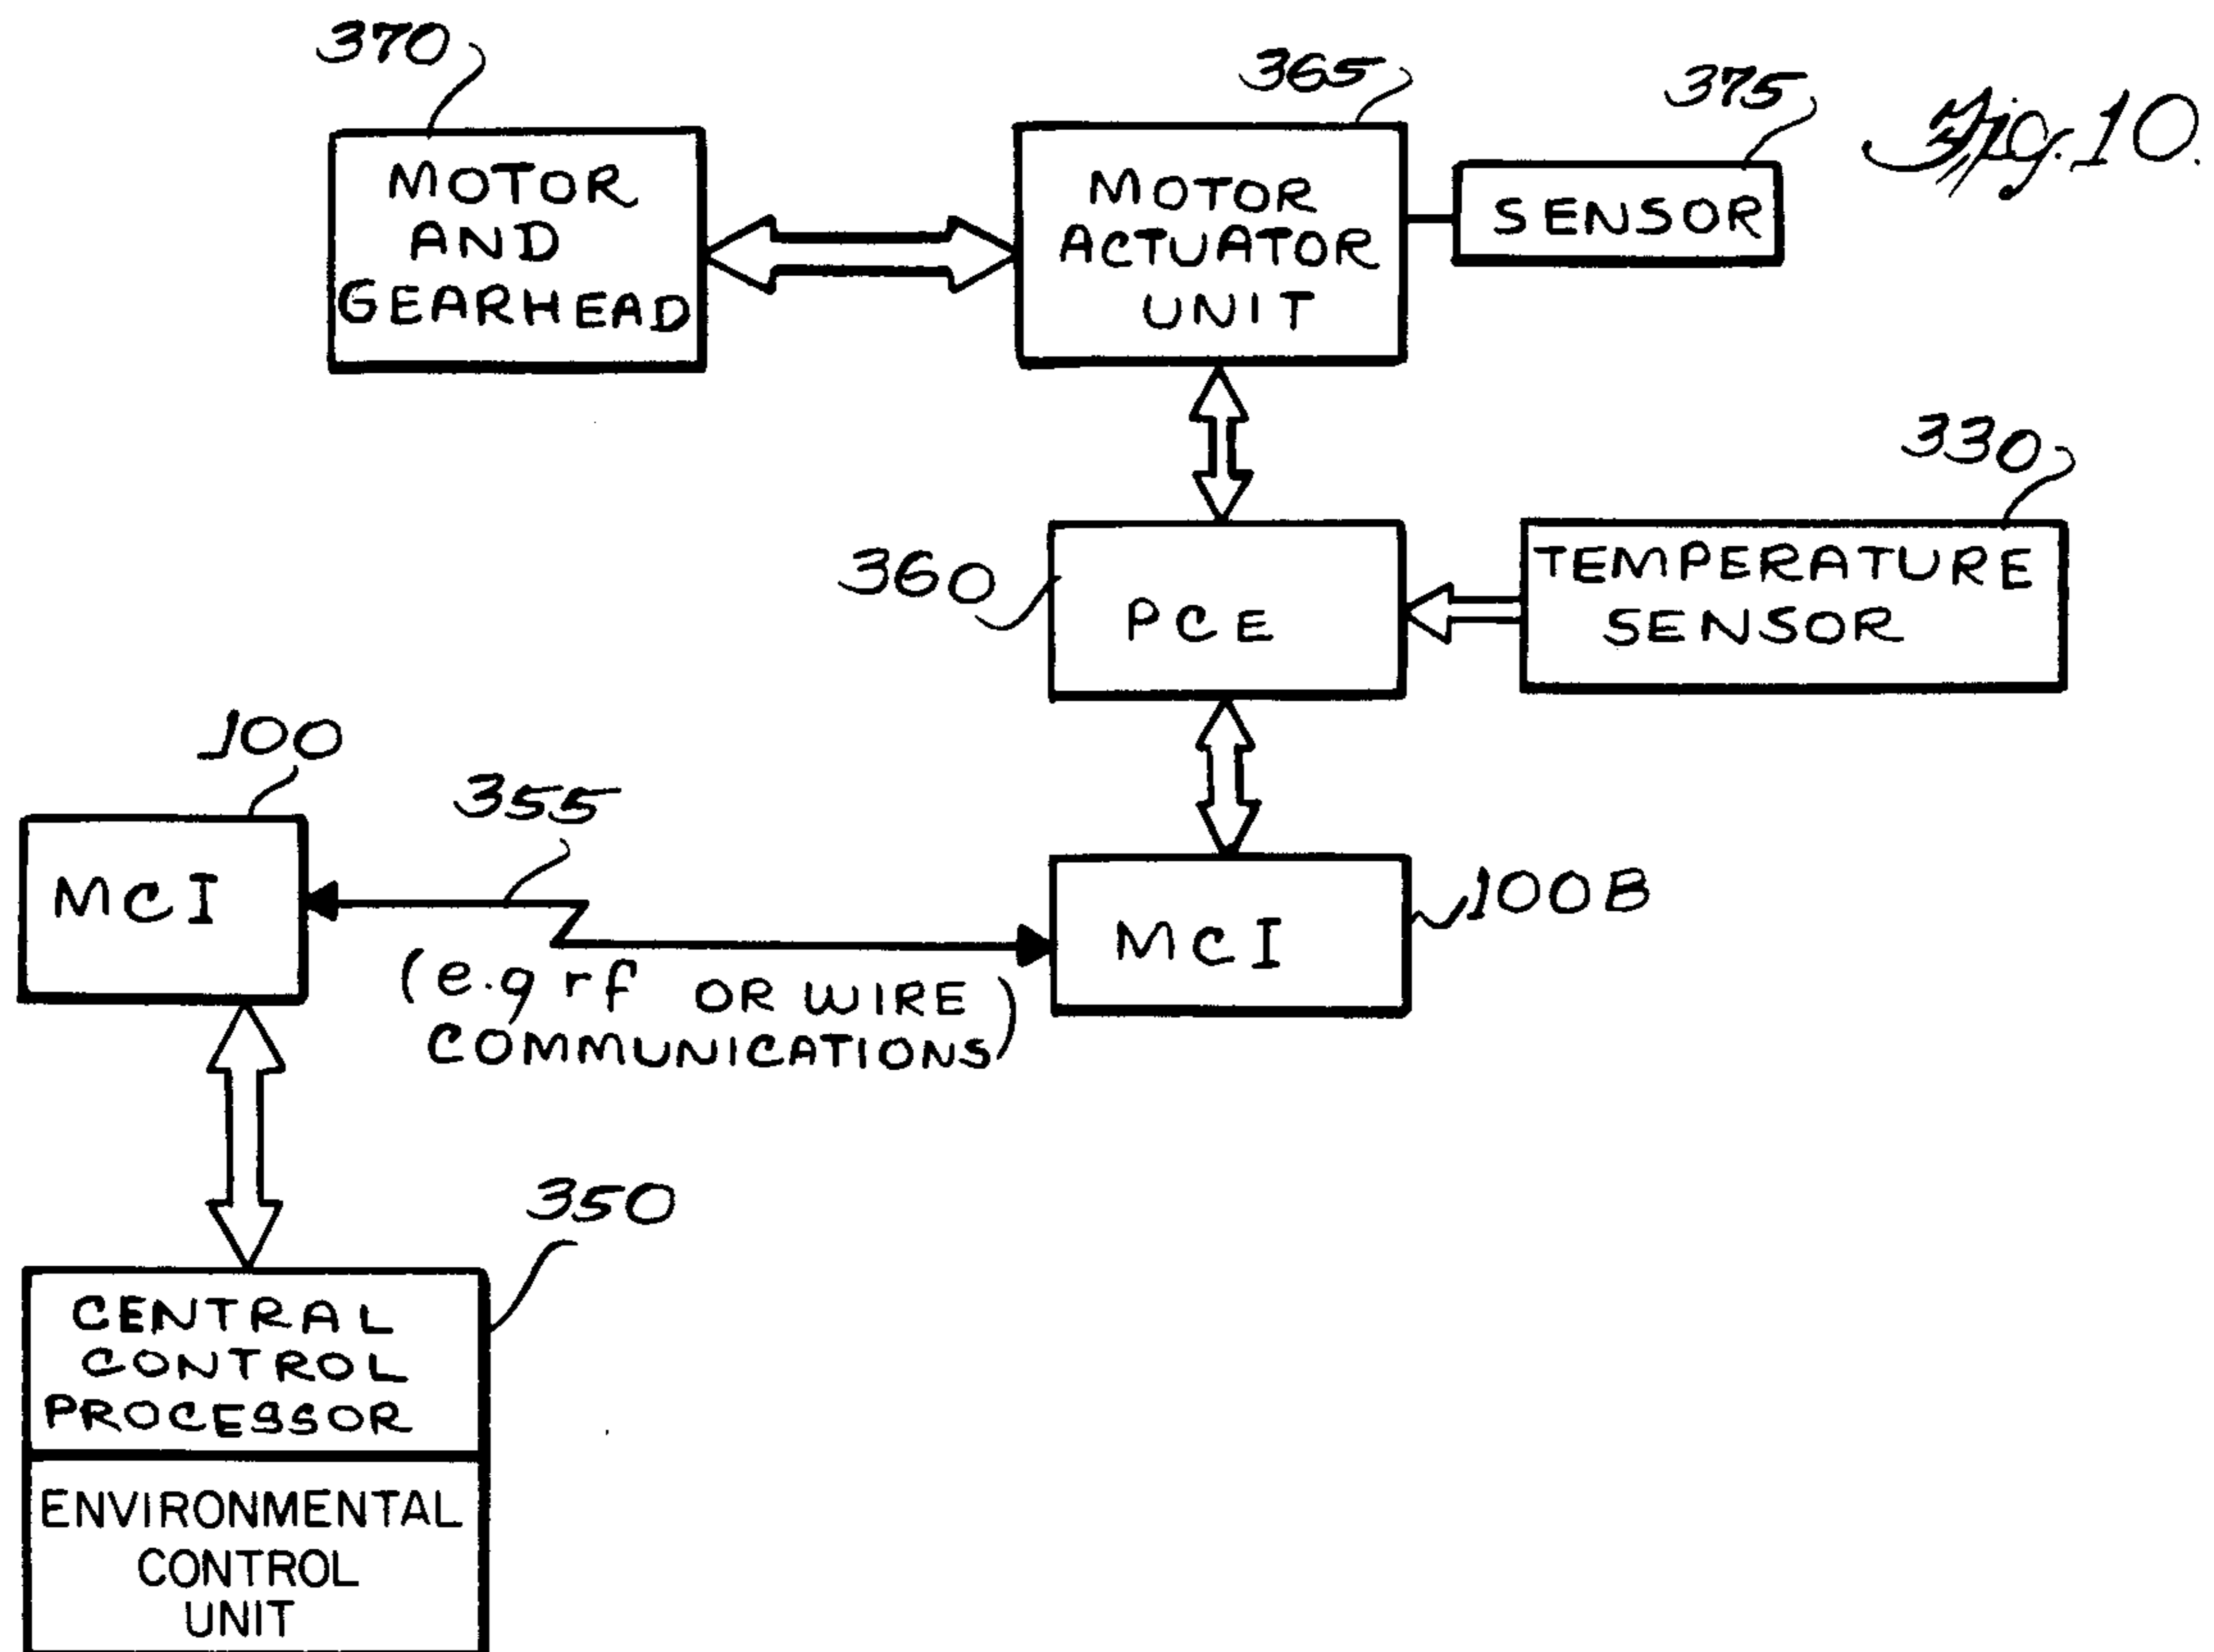 370
365
375
Fig. 10.
MOTOR
AND
GEARHEAD
MOTOR
ACTUATOR
UNIT
SENSOR
330
360
PCE
TEMPERATURE
SENSOR
100
355
MCI
MCI
100B
(e.g rf OR WIRE
COMMUNICATIONS)
350
CENTRAL
CONTROL
PROCESSOR
ENVIRONMENTAL
CONTROL
UNIT